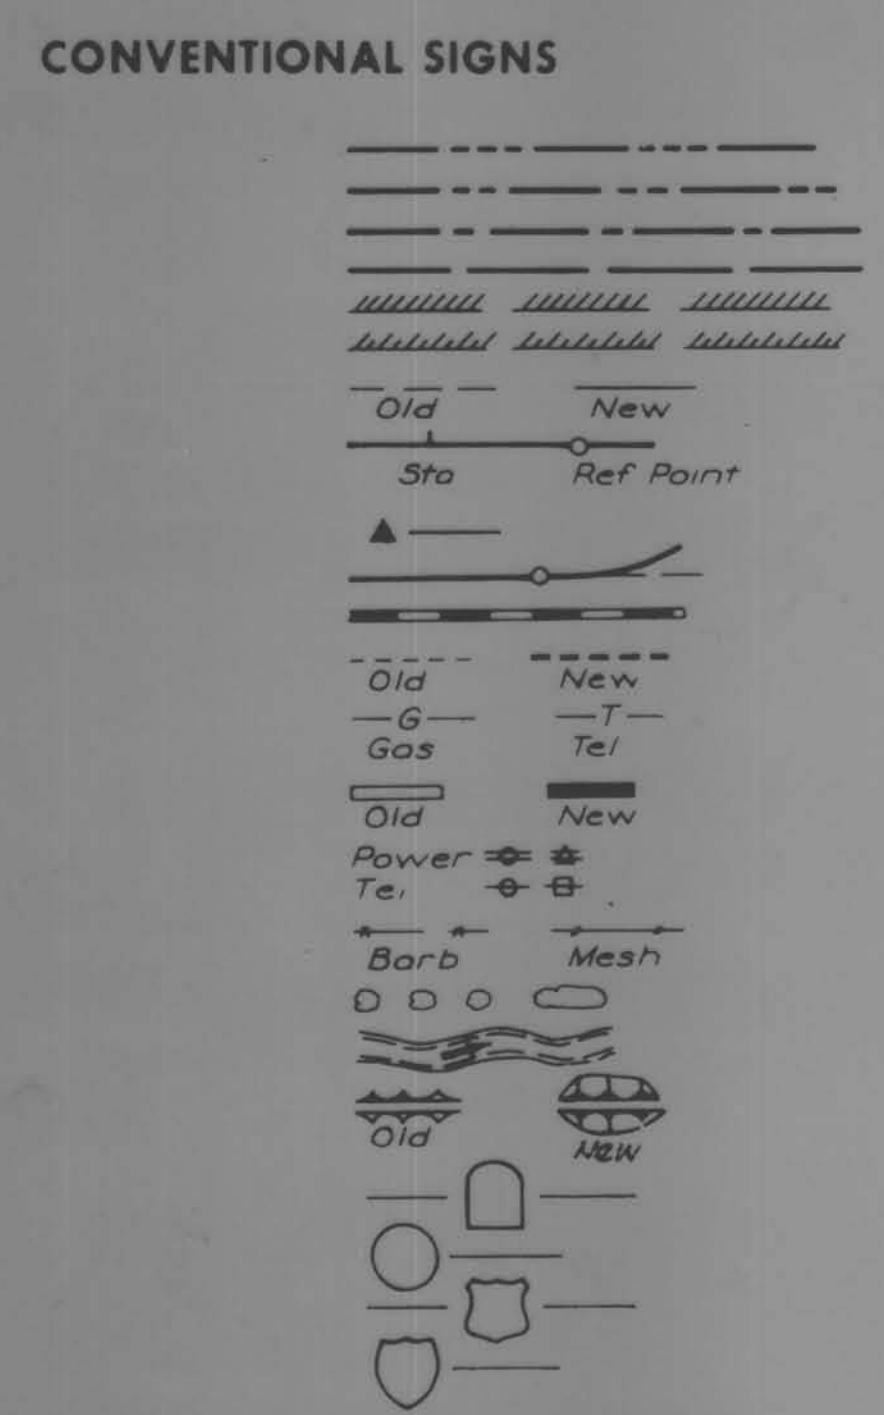 CONVENTIONAL SIGNS
Old New
Sta Ref Point
Old New
G T
Gas Tel
Old New
Power
Tel
Barb Mesh
Old New